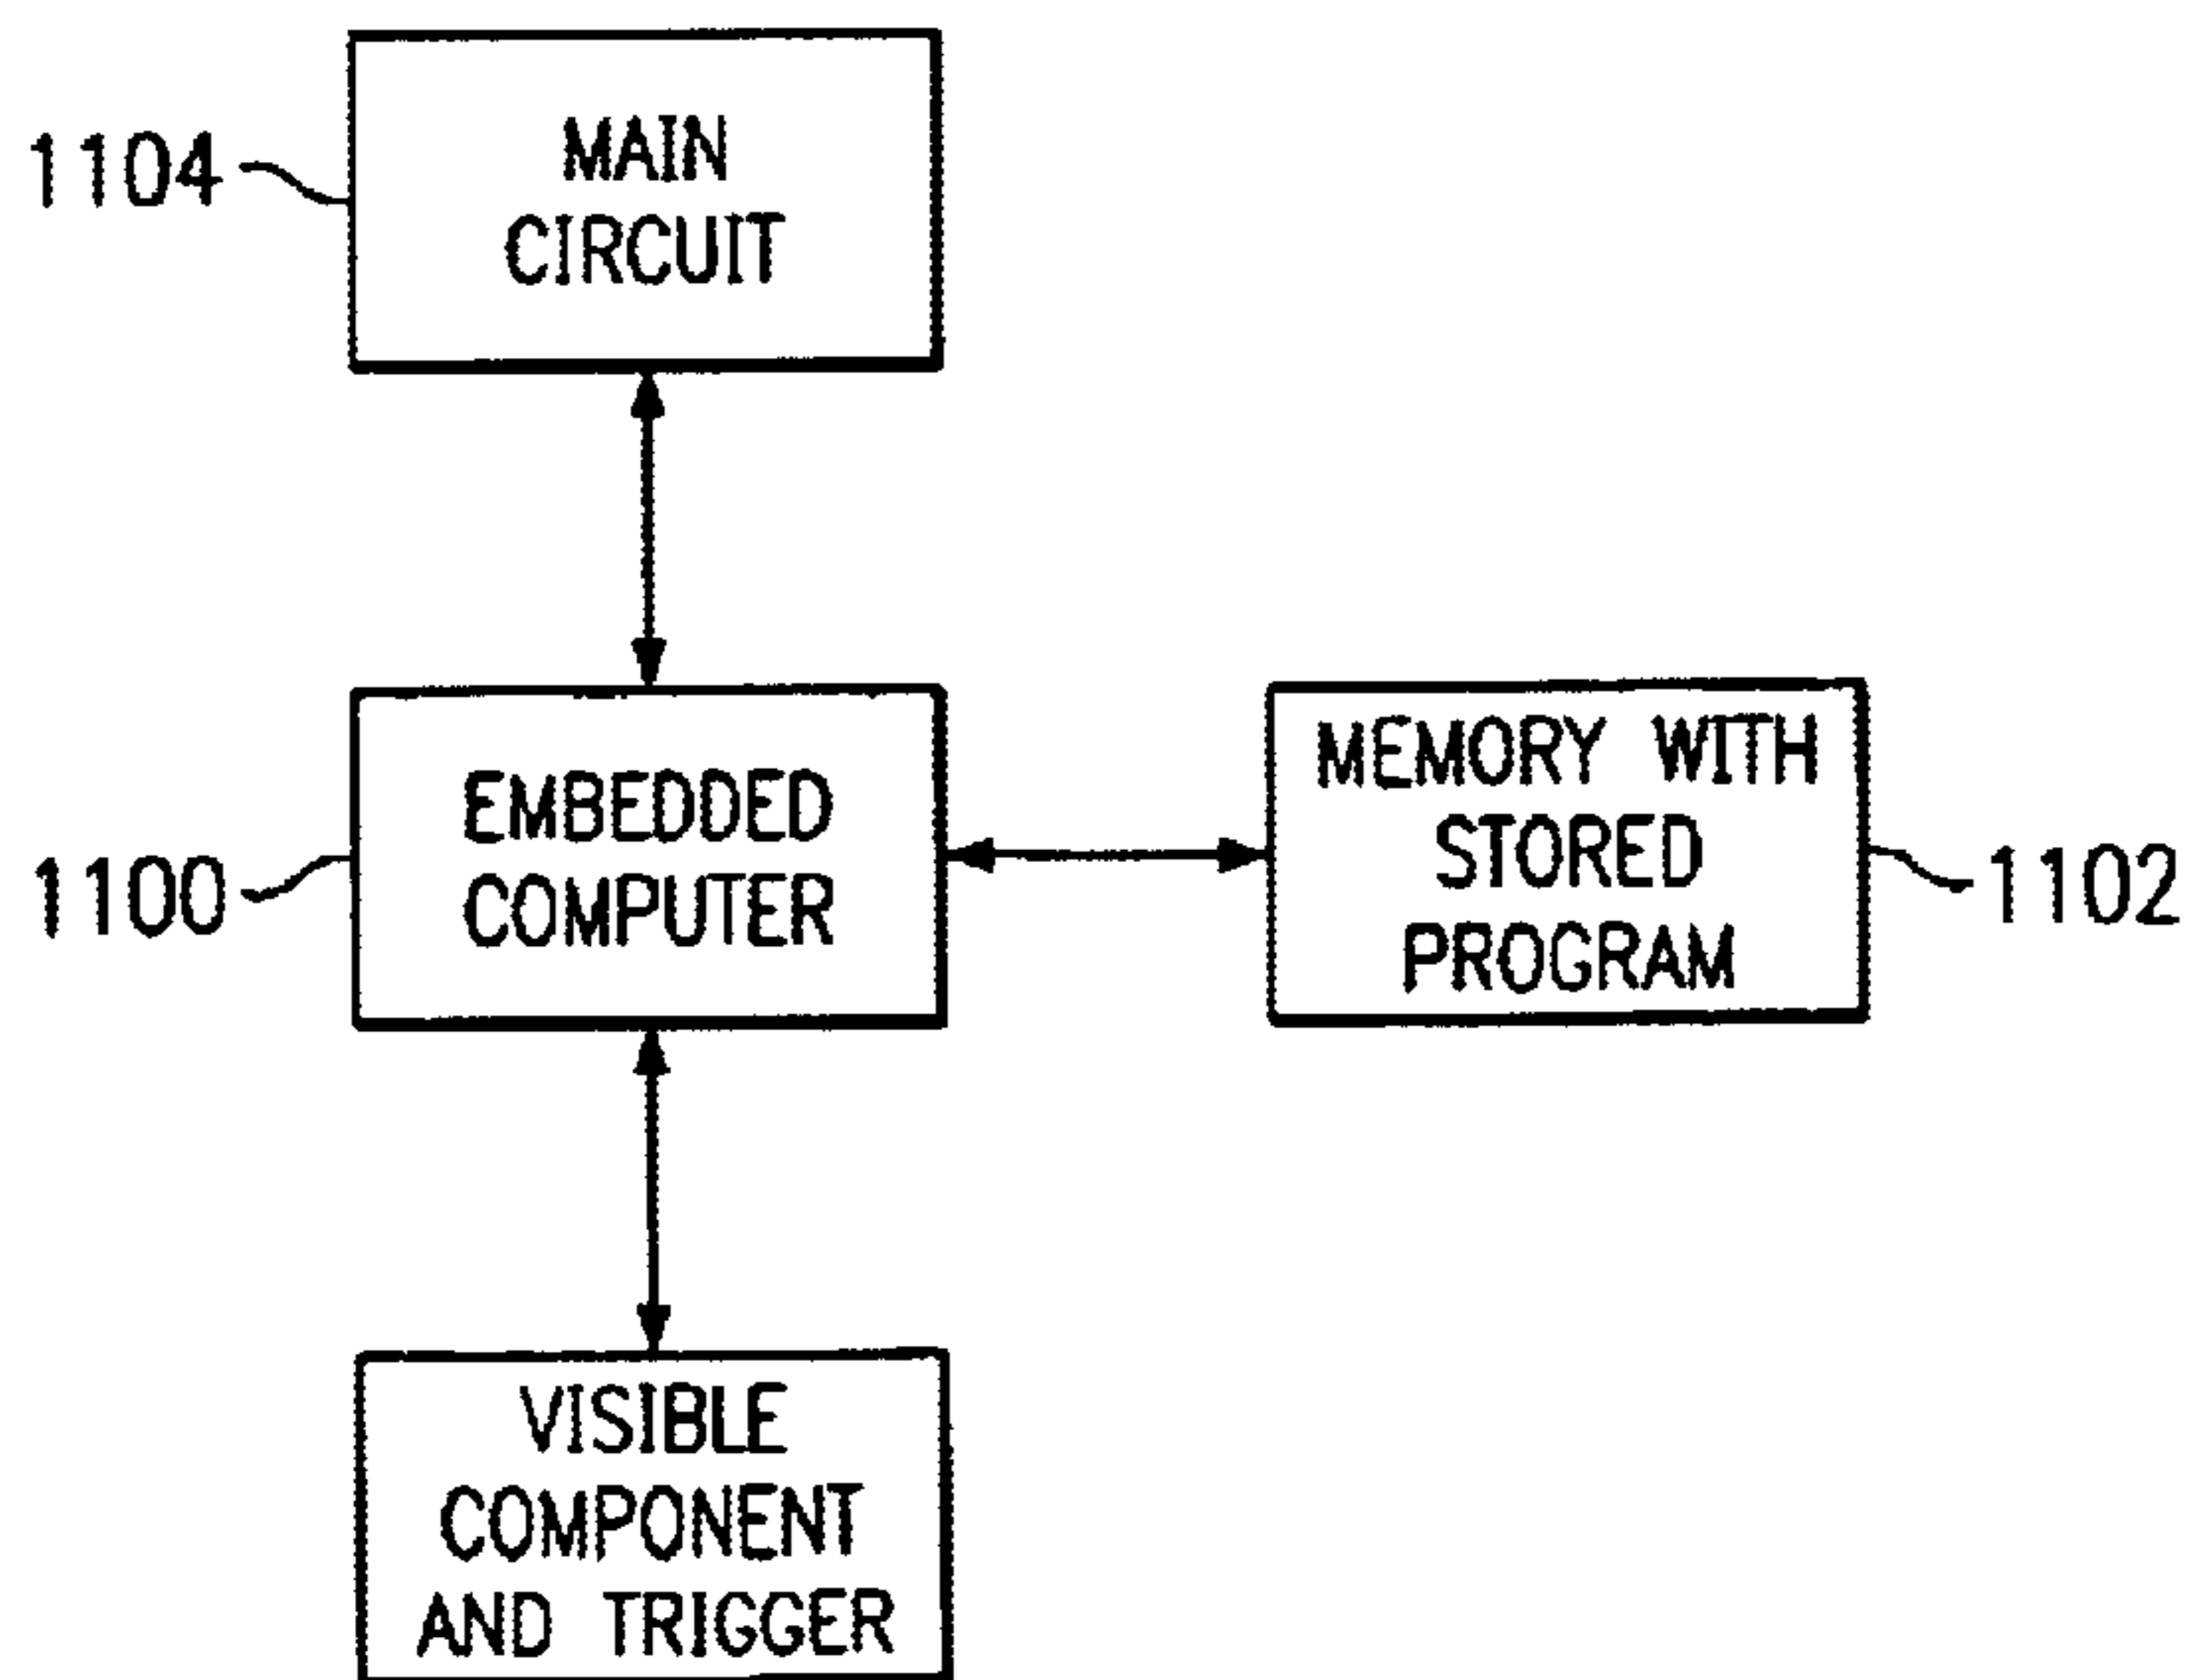 1104
MAIN
CIRCUIT
1100
EMBEDDED
COMPUTER
MEMORY WITH
STORED
PROGRAM
1102
VISIBLE
COMPONENT
AND TRIGGER